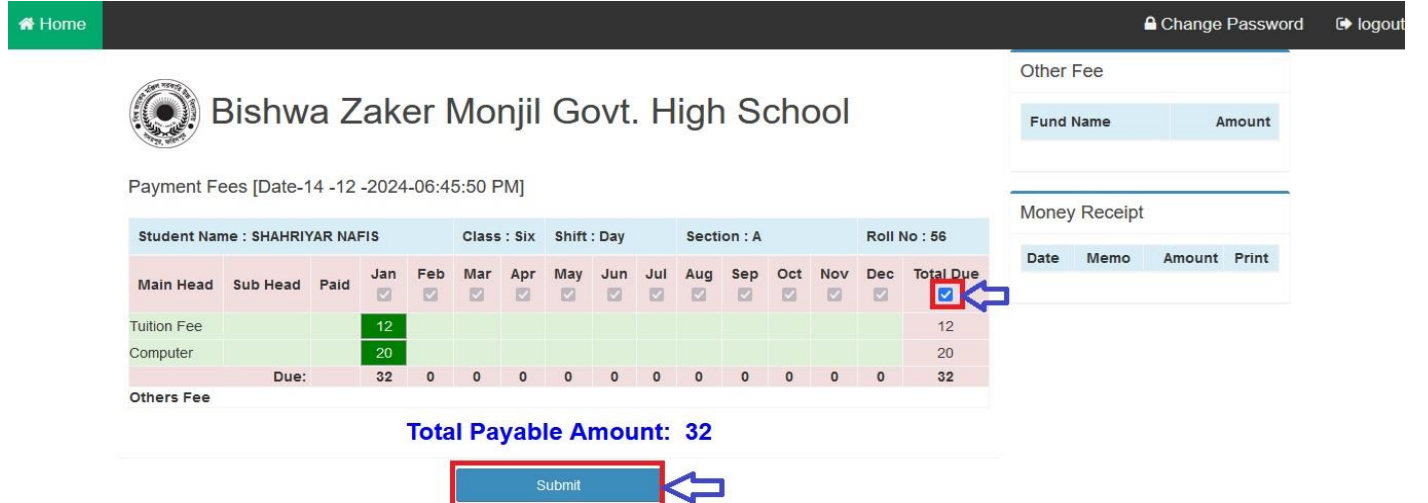 Home
Change Password
logout
Bishwa Zaker Monjil Govt. High School
Payment Fees [Date-14 -12 -2024-06:45:50 PM]
Student Name : SHAHRIYAR NAFIS Class : Six Shift : Day Section : A Roll No : 56
Main Head Sub Head Paid Jan Feb Mar Apr May Jun Jul Aug Sep Oct Nov Dec Total Due
Tuition Fee 12 12
Computer 20 20
Due: 32 0 0 0 0 0 0 0 0 0 0 0 32
Others Fee
Total Payable Amount: 32
Submit
Other Fee
Fund Name Amount
Money Receipt
Date Memo Amount Print